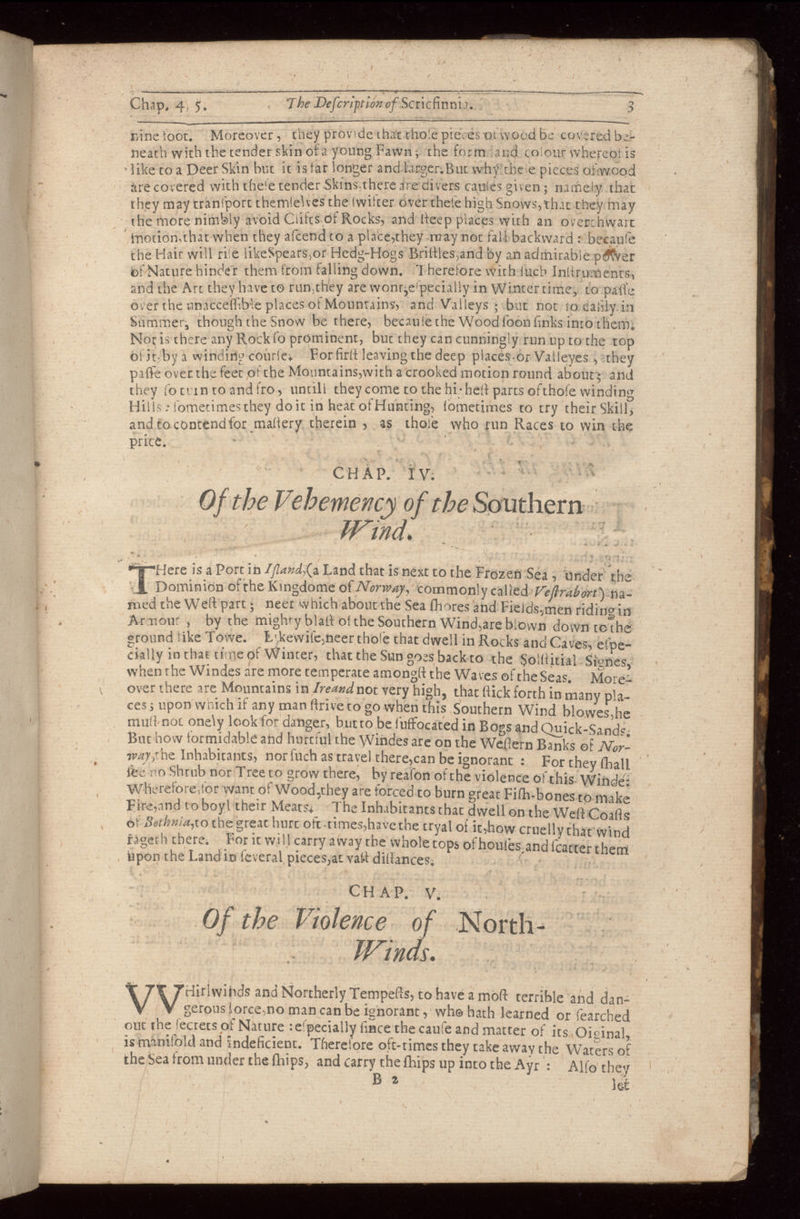 Chap. 4, 5. The Deſcription of Scricfinnia. 3
nine foot. Moreover, they provide that thoſe pieces of wood be covered be-
neath with the tender skin of a young Fawn, the form and colour whereof is
like to a Deer Skin but it is far longer and larger. But why theſe pieces of wood
are covered with theſe tender Skins, there are divers cauſes given; namely that
they may tranſport themſelves the ſwifter over theſe high Snows, that they may
the more nimbly avoid Clifts of Rocks, and ſteep places with an overthwart
motion, that when they aſcend to a place, they may not fall backward: becauſe
the Hair will riſe like Spears, or Hedg-Hogs Briſtles, and by an admirable power
of Nature hinder them from falling down. Therefore with ſuch Inſtruments,
and the Art they have to run, they are wont, eſpecially in Winter time, to paſſe
over the unacceſſible places of Mountains, and Valleys; but not ſo eaſily in
Summer, though the Snow be there, becauſe the Wood ſoon ſinks into them.
Nor is there any Rock ſo prominent, but they can cunningly run up to the top
of it by a winding courſe. For firſt leaving the deep places or Valleyes, they
paſſe over the feet of the Mountains, with a crooked motion round about; and
they ſo turn to and fro, untill they come to the higheſt parts of thoſe winding
Hills: ſometimes they do it in heat of Hunting, ſometimes to try their Skill,
and to contend for maſtery therein, as thoſe who run Races to win the
price.
CHAP. IV.
Of the Vehemency of the Southern
Wind.
THere is a Port in Iſland, (a Land that is next to the Frozen Sea, under the
Dominion of the Kingdome of Norway, commonly called Veſtrabort) na-
med the Weſt part; neer which about the Sea ſhores and Fields, men riding in
Armour, by the mighty blaſt of the Southern Wind, are blown down to the
ground like Towe. Likewiſe, neer thoſe that dwell in Rocks and Caves, eſpe-
cially in that time of Winter, that the Sun goes back to the Solſtitial Signes,
when the Windes are more temperate amongſt the Waves of the Seas. More-
over there are Mountains in Ireand not very high, that ſtick forth in many pla-
ces; upon which if any man ſtrive to go when this Southern Wind blowes, he
muſt not onely look for danger, but to be ſuffocated in Bogs and Quick-Sands.
But how formidable and hurtful the Windes are on the Weſtern Banks of Nor-
way, the Inhabitants, nor ſuch as travel there, can be ignorant: For they ſhall
ſee no Shrub nor Tree to grow there, by reaſon of the violence of this Winde:
Wherefore, for want of Wood, they are forced to burn great Fiſh-bones to make
Fire, and to boyl their Meats. The Inhabitants that dwell on the Weſt Coaſts
of Bothnia, to the great hurt oft-times, have the tryal of it, how cruelly that wind
rageth there. For it will carry away the whole tops of houſes, and ſcatter them
upon the Land in ſeveral pieces, at vaſt diſtances.
CHAP. V.
Of the Violence of North-
Winds.
VVHirlwinds and Northerly Tempeſts, to have a moſt terrible and dan-
gerous force, no man can be ignorant, who hath learned or ſearched
out the ſecrets of Nature: eſpecially ſince the cauſe and matter of its Oiginal,
is manifold and indeficient. Therefore oft-times they take away the Waters of
the Sea from under the ſhips, and carry the ſhips up into the Ayr: Alſo they
B 2 let